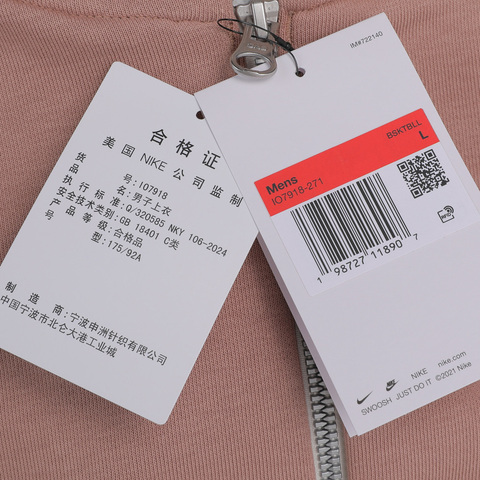 合格证
美国 NIKE 公司监制
货号: IO7918
品名: 男子上衣
执行标准: Q/320585 NKY 106-2024
安全技术类别: GB 18401 C类
产品等级: 合格品
号型: 175/92A
制造商: 宁波申洲针织有限公司
中国宁波市北仑大港工业城
IM#722140
BSKTBLL
L
Mens
IO7918-271
1 98727 11890 7
RFID
NIKE nike.com
SWOOSH JUST DO IT ©2021 Nike